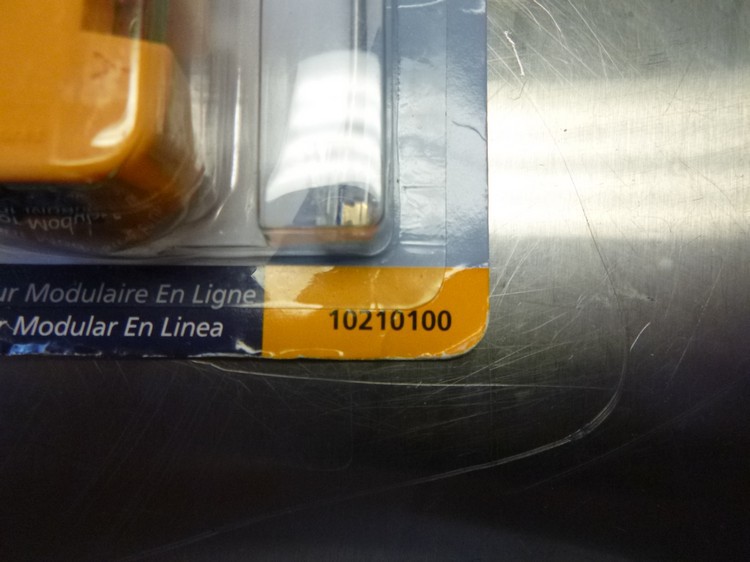 ur Modulaire En Ligne
r Modular En Linea
10210100